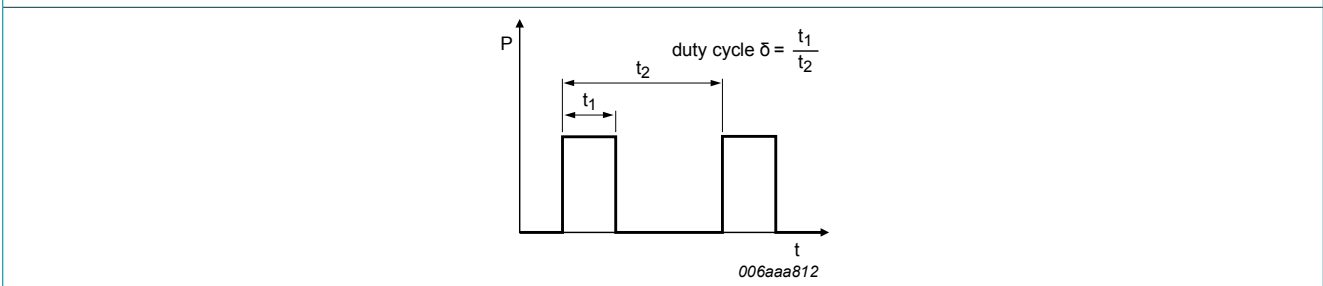 P
duty cycle δ = t1/t2
t2
t1
t
006aaa812